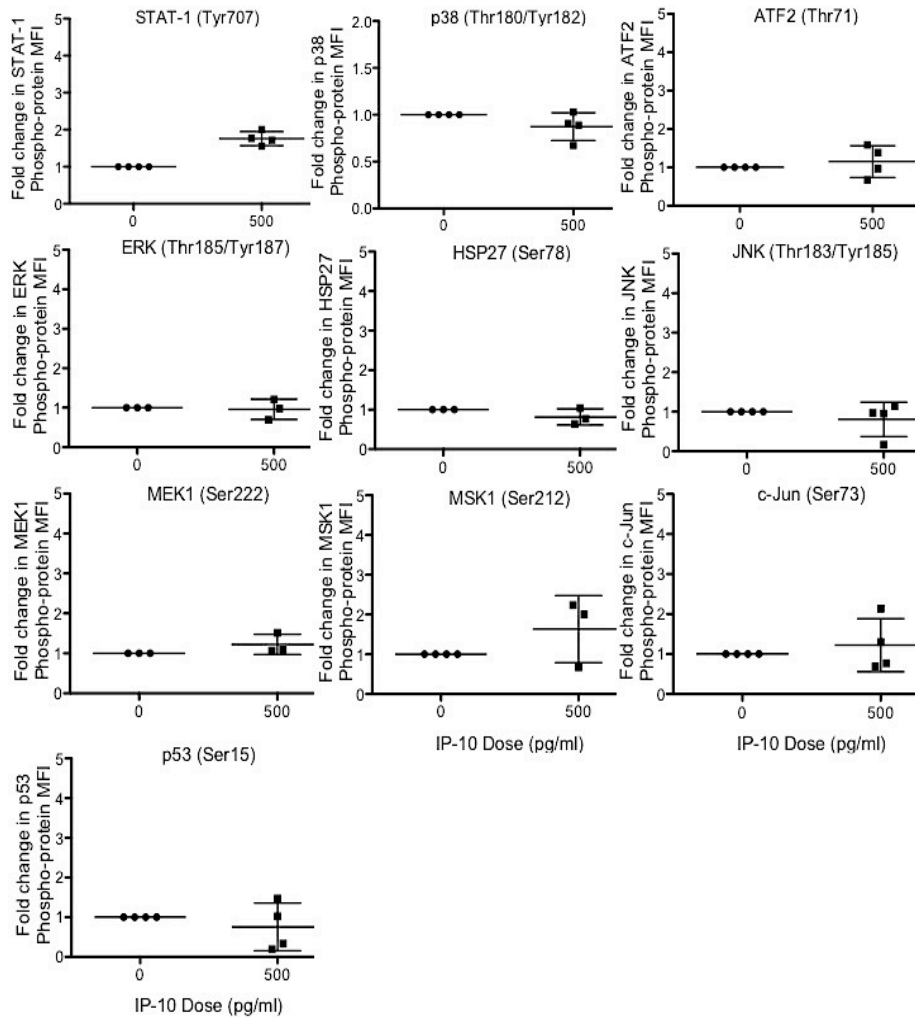 STAT-1 (Tyr707)
Fold change in STAT-1
Phospho-protein MFI
5
4
3
2
1
0
0
500
p38 (Thr180/Tyr182)
Fold change in p38
Phospho-protein MFI
2.0
1.5
1.0
0.5
0.0
0
500
ATF2 (Thr71)
Fold change in ATF2
Phospho-protein MFI
5
4
3
2
1
0
0
500
ERK (Thr185/Tyr187)
Fold change in ERK
Phospho-protein MFI
5
4
3
2
1
0
0
500
HSP27 (Ser78)
Fold change in HSP27
Phospho-protein MFI
5
4
3
2
1
0
0
500
JNK (Thr183/Tyr185)
Fold change in JNK
Phospho-protein MFI
5
4
3
2
1
0
0
500
MEK1 (Ser222)
Fold change in MEK1
Phospho-protein MFI
5
4
3
2
1
0
0
500
MSK1 (Ser212)
Fold change in MSK1
Phospho-protein MFI
5
4
3
2
1
0
0
500
IP-10 Dose (pg/ml)
c-Jun (Ser73)
Fold change in c-Jun
Phospho-protein MFI
5
4
3
2
1
0
0
500
IP-10 Dose (pg/ml)
p53 (Ser15)
Fold change in p53
Phospho-protein MFI
5
4
3
2
1
0
0
500
IP-10 Dose (pg/ml)